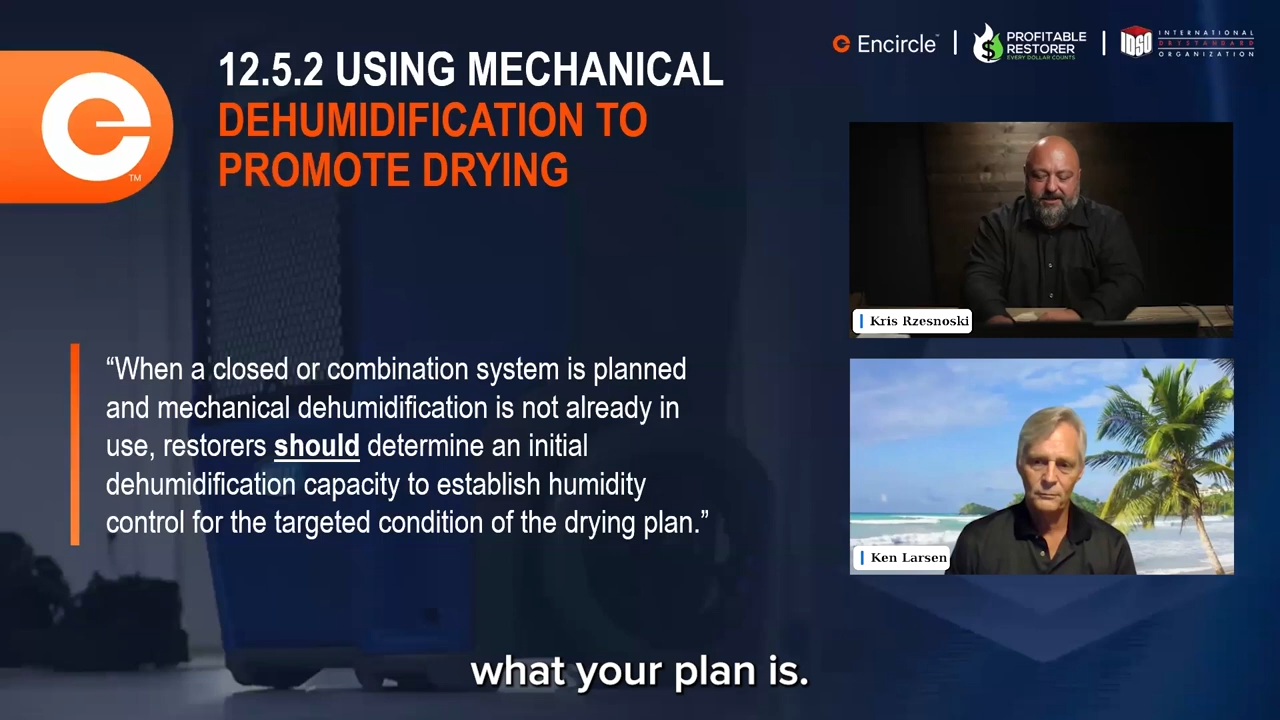 12.5.2 USING MECHANICAL
DEHUMIDIFICATION TO
PROMOTE DRYING
Encircle
PROFITABLE
RESTORER
EVERY DOLLAR COUNTS
IDSO
INTERNATIONAL
DRYSTANDARD
ORGANIZATION
TM
Kris Rzesnoski
“When a closed or combination system is planned
and mechanical dehumidification is not already in
use, restorers should determine an initial
dehumidification capacity to establish humidity
control for the targeted condition of the drying plan.”
Ken Larsen
what your plan is.